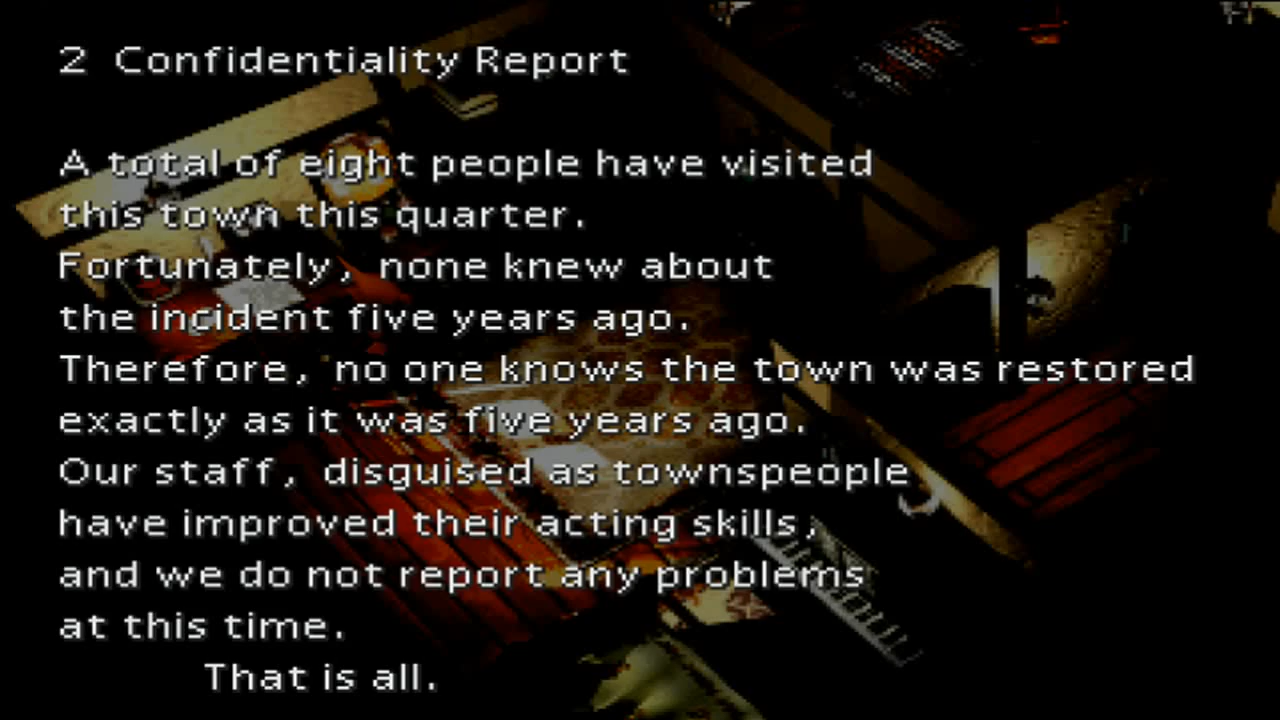 2 Confidentiality Report
A total of eight people have visited
this town this quarter.
Fortunately, none knew about
the incident five years ago.
Therefore, no one knows the town was restored
exactly as it was five years ago.
Our staff, disguised as townspeople
have improved their acting skills,
and we do not report any problems
at this time.
That is all.